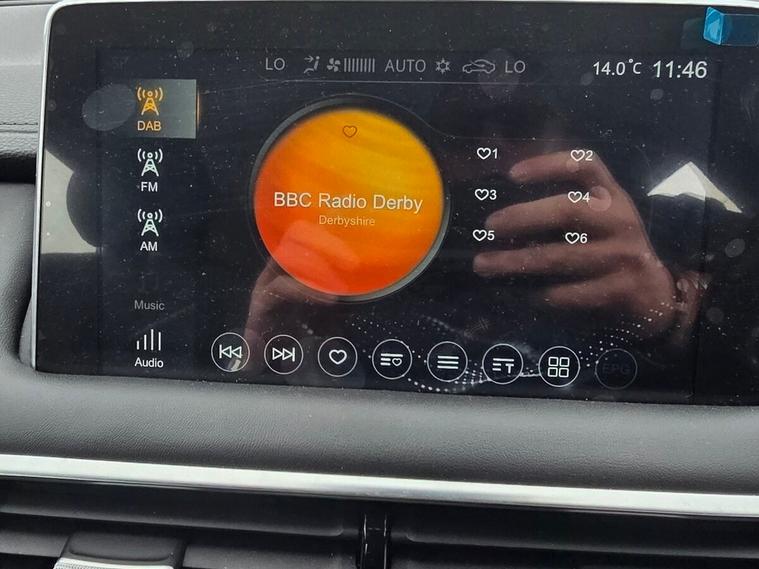 LO AUTO LO 14.0°C 11:46
DAB
FM
AM
Music
Audio
BBC Radio Derby
Derbyshire
1 2
3 4
5 6
T
EPG